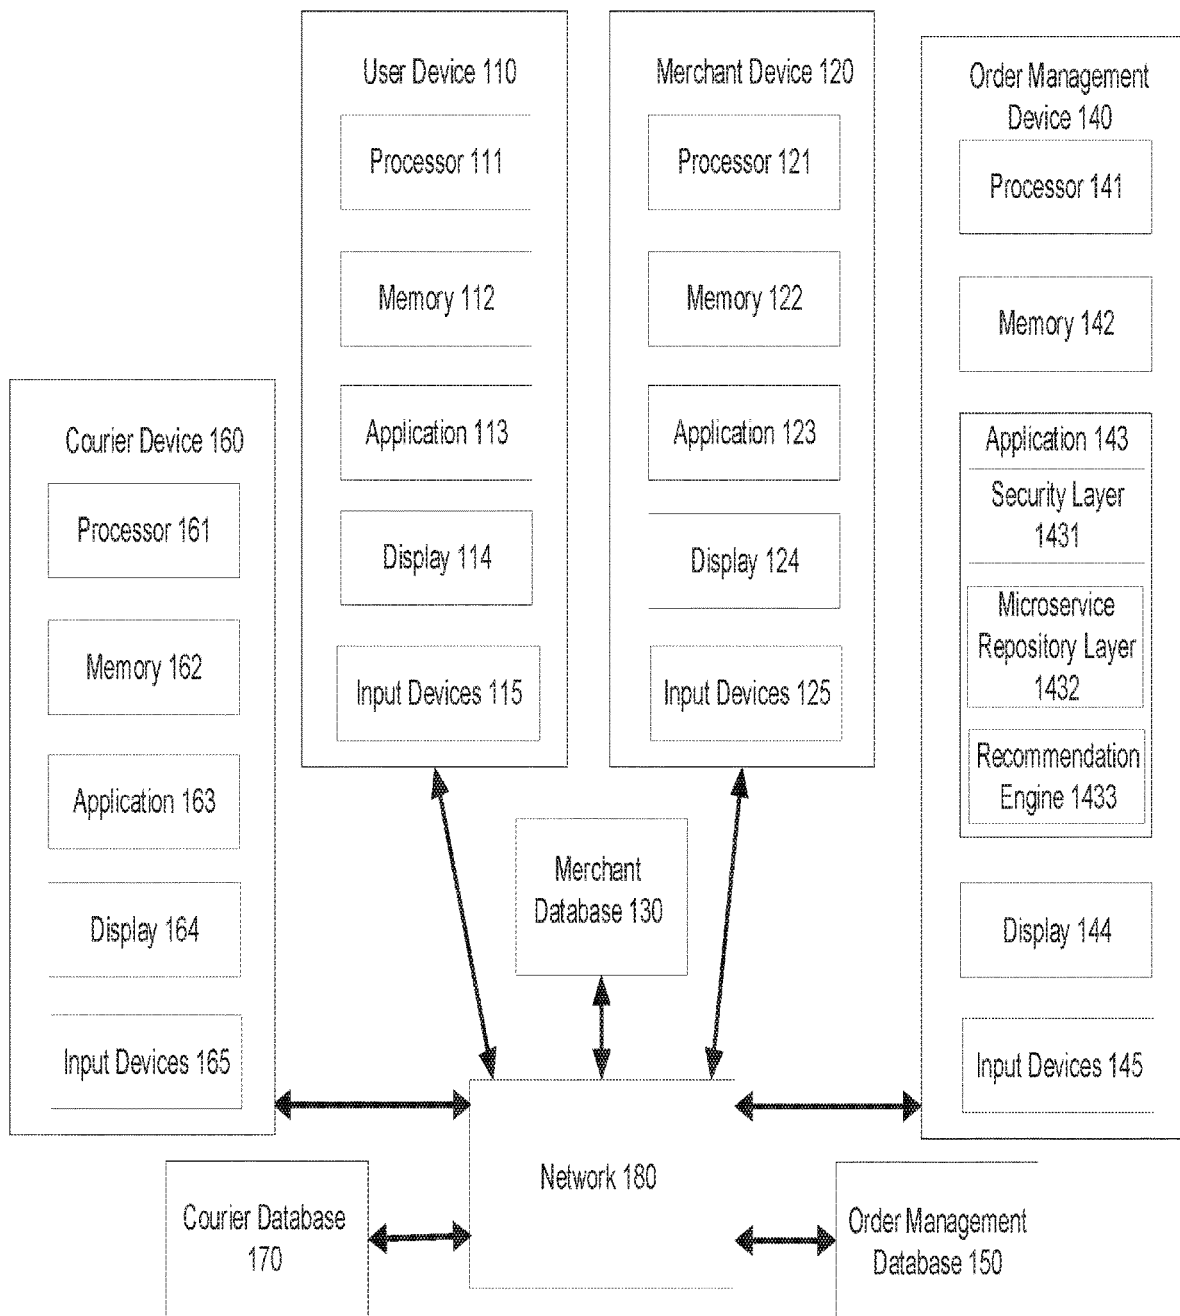 User Device 110
Processor 111
Memory 112
Application 113
Display 114
Input Devices 115
Merchant Device 120
Processor 121
Memory 122
Application 123
Display 124
Input Devices 125
Order Management
Device 140
Processor 141
Memory 142
Application 143
Security Layer
1431
Microservice
Repository Layer
1432
Recommendation
Engine 1433
Display 144
Input Devices 145
Courier Device 160
Processor 161
Memory 162
Application 163
Display 164
Input Devices 165
Merchant
Database 130
Network 180
Courier Database
170
Order Management
Database 150